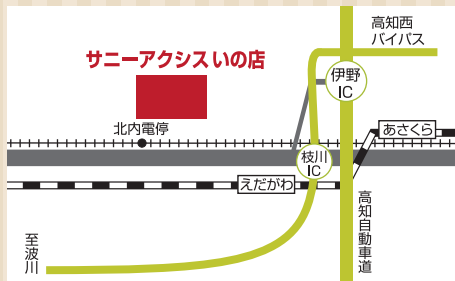 高知西
バイパス
サニーアクシスいの店
伊野
IC
北内電停
あさくら
枝川
IC
えだがわ
高知自動車道
至波川